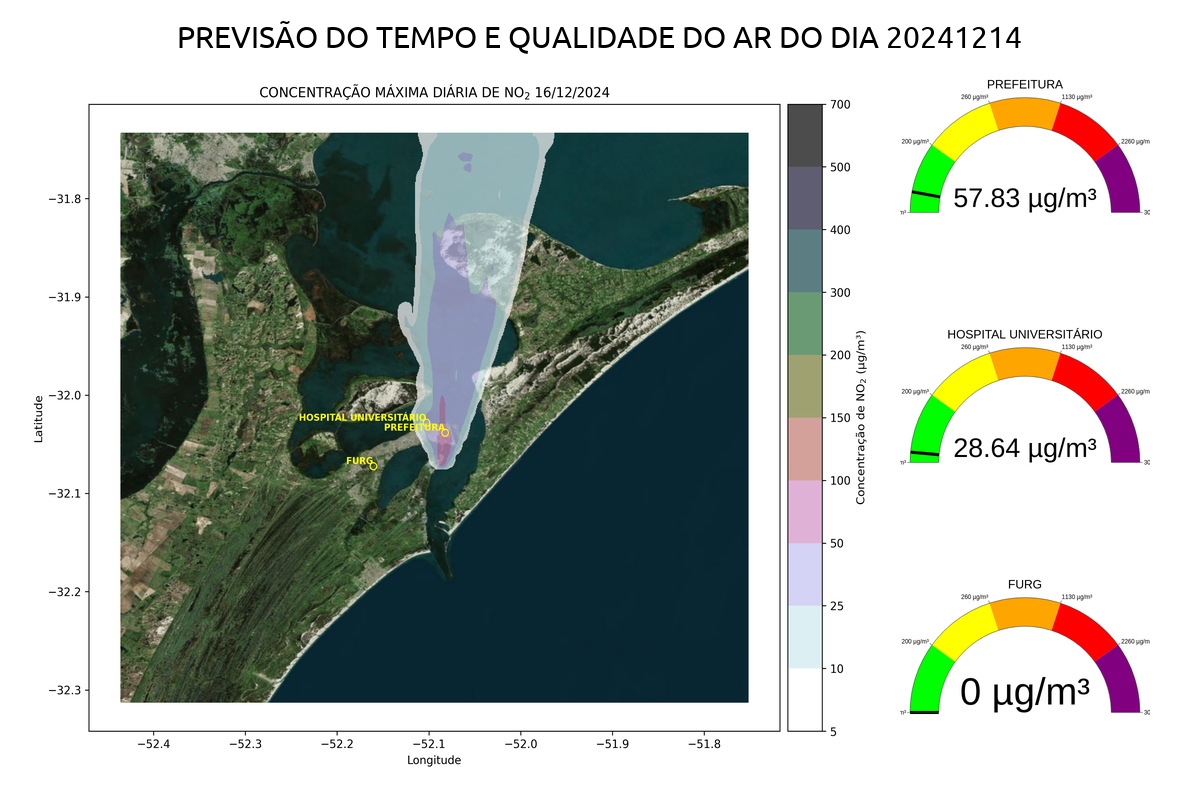 PREVISÃO DO TEMPO E QUALIDADE DO AR DO DIA 20241214
CONCENTRAÇÃO MÁXIMA DIÁRIA DE NO₂ 16/12/2024
Latitude
−31.8
−31.9
−32.0
−32.1
−32.2
−32.3
HOSPITAL UNIVERSITÁRIO
PREFEITURA
FURG
−52.4
−52.3
−52.2
−52.1
−52.0
−51.9
−51.8
Longitude
700
500
400
300
200
150
100
50
25
10
5
Concentração de NO₂ (µg/m³)
PREFEITURA
260 µg/m³
1130 µg/m³
200 µg/m³
2260 µg/m
57.83 µg/m³
m³
30
HOSPITAL UNIVERSITÁRIO
260 µg/m³
1130 µg/m³
200 µg/m³
2260 µg/m
28.64 µg/m³
m³
30
FURG
260 µg/m³
1130 µg/m³
200 µg/m³
2260 µg/m
0 µg/m³
m³
30